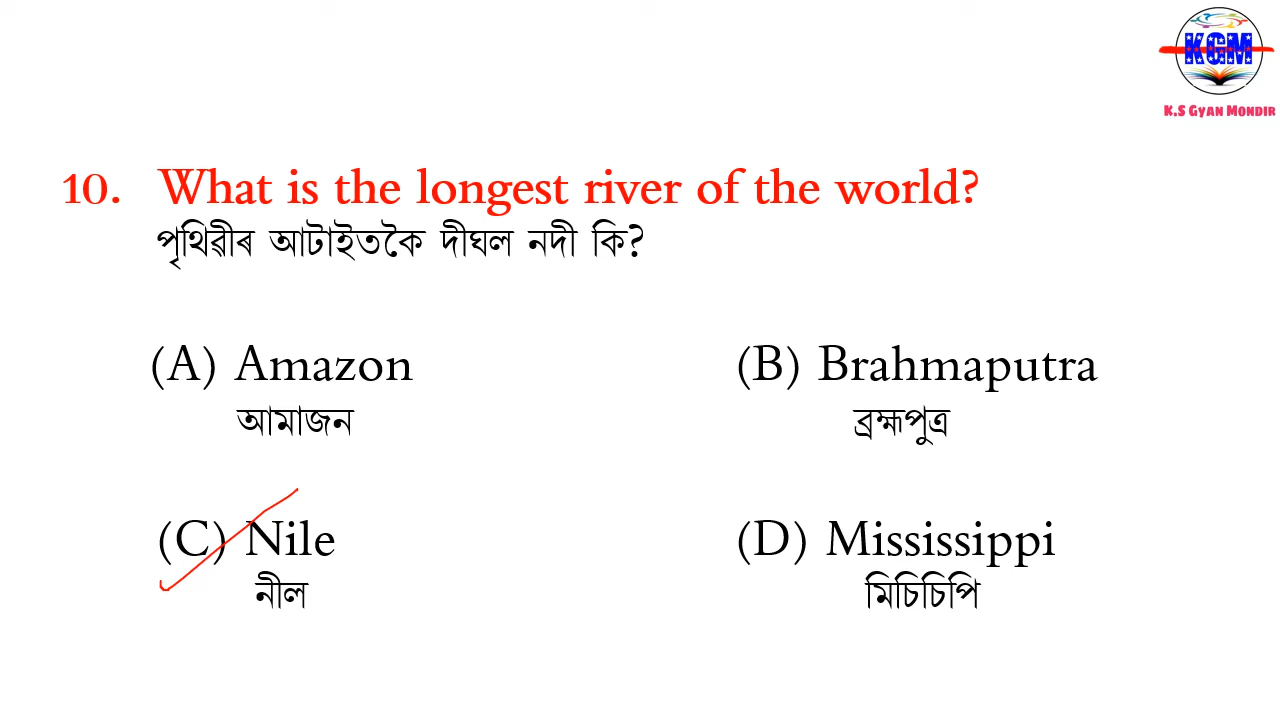 KGM
K.S Gyan Mondir
10. What is the longest river of the world?
পৃথিৱীৰ আটাইতকৈ দীঘল নদী কি?
(A) Amazon
আমাজন
(B) Brahmaputra
ব্ৰহ্মপুত্ৰ
(C) Nile
নীল
(D) Mississippi
মিচিচিপি